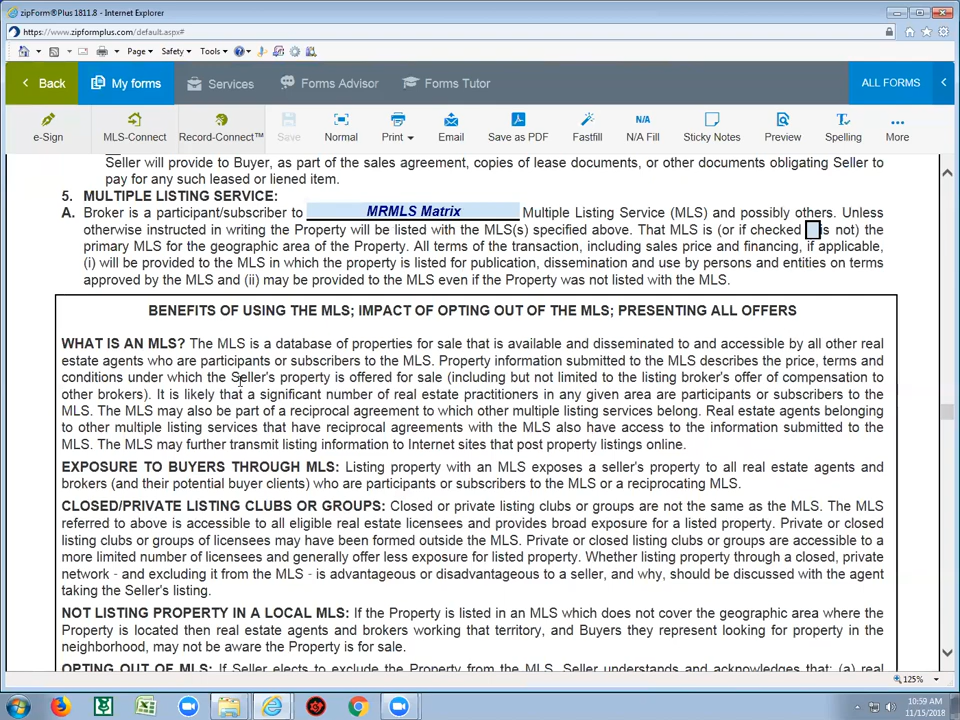 zipForm®Plus 1811.8 - Internet Explorer
https://www.zipformplus.com/default.aspx#
Page Safety Tools
Back My forms Services Forms Advisor Forms Tutor ALL FORMS
e-Sign MLS-Connect Record-Connect™ Save Normal Print Email Save as PDF Fastfill N/A N/A Fill Sticky Notes Preview Spelling More
Seller will provide to Buyer, as part of the sales agreement, copies of lease documents, or other documents obligating Seller to
pay for any such leased or liened item.
5. MULTIPLE LISTING SERVICE:
A. Broker is a participant/subscriber to MRMLS Matrix Multiple Listing Service (MLS) and possibly others. Unless
otherwise instructed in writing the Property will be listed with the MLS(s) specified above. That MLS is (or if checked is not) the
primary MLS for the geographic area of the Property. All terms of the transaction, including sales price and financing, if applicable,
(i) will be provided to the MLS in which the property is listed for publication, dissemination and use by persons and entities on terms
approved by the MLS and (ii) may be provided to the MLS even if the Property was not listed with the MLS.
BENEFITS OF USING THE MLS; IMPACT OF OPTING OUT OF THE MLS; PRESENTING ALL OFFERS
WHAT IS AN MLS? The MLS is a database of properties for sale that is available and disseminated to and accessible by all other real
estate agents who are participants or subscribers to the MLS. Property information submitted to the MLS describes the price, terms and
conditions under which the Seller's property is offered for sale (including but not limited to the listing broker's offer of compensation to
other brokers). It is likely that a significant number of real estate practitioners in any given area are participants or subscribers to the
MLS. The MLS may also be part of a reciprocal agreement to which other multiple listing services belong. Real estate agents belonging
to other multiple listing services that have reciprocal agreements with the MLS also have access to the information submitted to the
MLS. The MLS may further transmit listing information to Internet sites that post property listings online.
EXPOSURE TO BUYERS THROUGH MLS: Listing property with an MLS exposes a seller's property to all real estate agents and
brokers (and their potential buyer clients) who are participants or subscribers to the MLS or a reciprocating MLS.
CLOSED/PRIVATE LISTING CLUBS OR GROUPS: Closed or private listing clubs or groups are not the same as the MLS. The MLS
referred to above is accessible to all eligible real estate licensees and provides broad exposure for a listed property. Private or closed
listing clubs or groups of licensees may have been formed outside the MLS. Private or closed listing clubs or groups are accessible to a
more limited number of licensees and generally offer less exposure for listed property. Whether listing property through a closed, private
network - and excluding it from the MLS - is advantageous or disadvantageous to a seller, and why, should be discussed with the agent
taking the Seller's listing.
NOT LISTING PROPERTY IN A LOCAL MLS: If the Property is listed in an MLS which does not cover the geographic area where the
Property is located then real estate agents and brokers working that territory, and Buyers they represent looking for property in the
neighborhood, may not be aware the Property is for sale.
OPTING OUT OF MLS: If Seller elects to exclude the Property from the MLS, Seller understands and acknowledges that: (a) real
125%
10:59 AM
11/15/2018